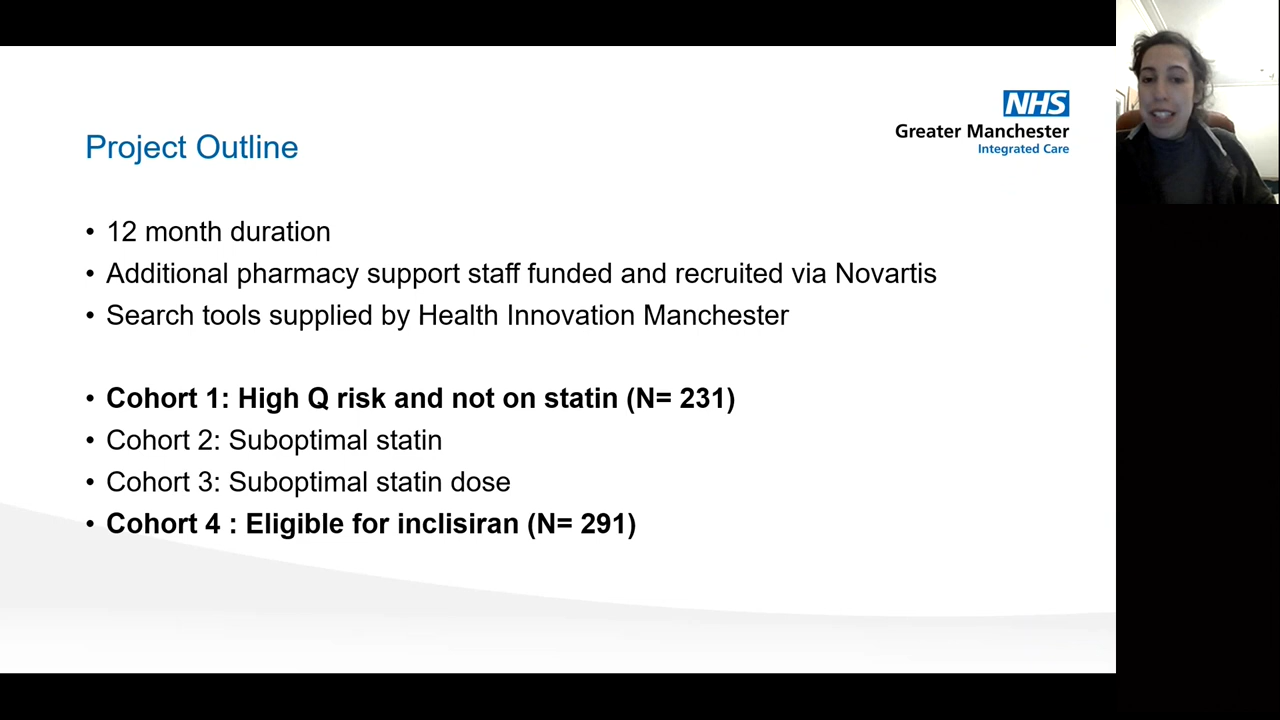 NHS
Greater Manchester
Integrated Care
Project Outline
• 12 month duration
• Additional pharmacy support staff funded and recruited via Novartis
• Search tools supplied by Health Innovation Manchester
• Cohort 1: High Q risk and not on statin (N= 231)
• Cohort 2: Suboptimal statin
• Cohort 3: Suboptimal statin dose
• Cohort 4 : Eligible for inclisiran (N= 291)